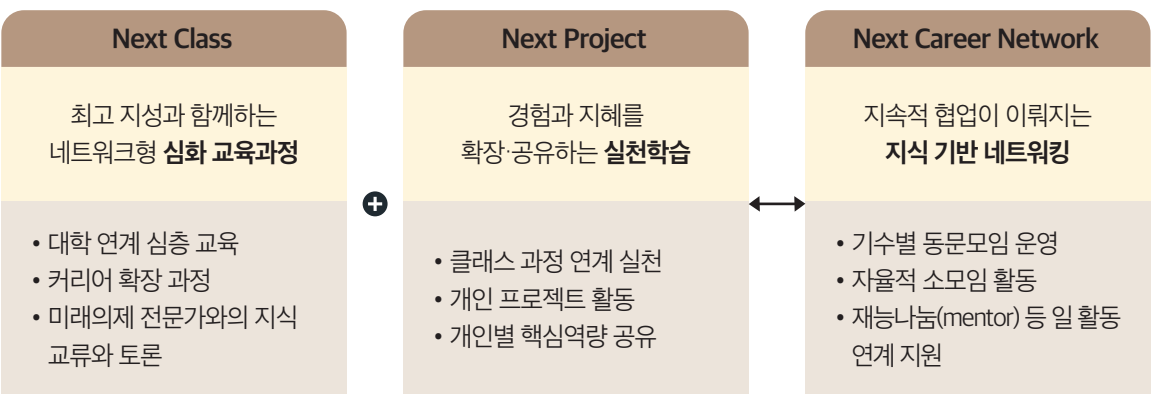 Next Class
최고 지성과 함께하는
네트워크형 심화 교육과정
• 대학 연계 심층 교육
• 커리어 확장 과정
• 미래의제 전문가와의 지식
교류와 토론
Next Project
경험과 지혜를
확장·공유하는 실천학습
• 클래스 과정 연계 실천
• 개인 프로젝트 활동
• 개인별 핵심역량 공유
Next Career Network
지속적 협업이 이뤄지는
지식 기반 네트워킹
• 기수별 동문모임 운영
• 자율적 소모임 활동
• 재능나눔(mentor) 등 일 활동
연계 지원